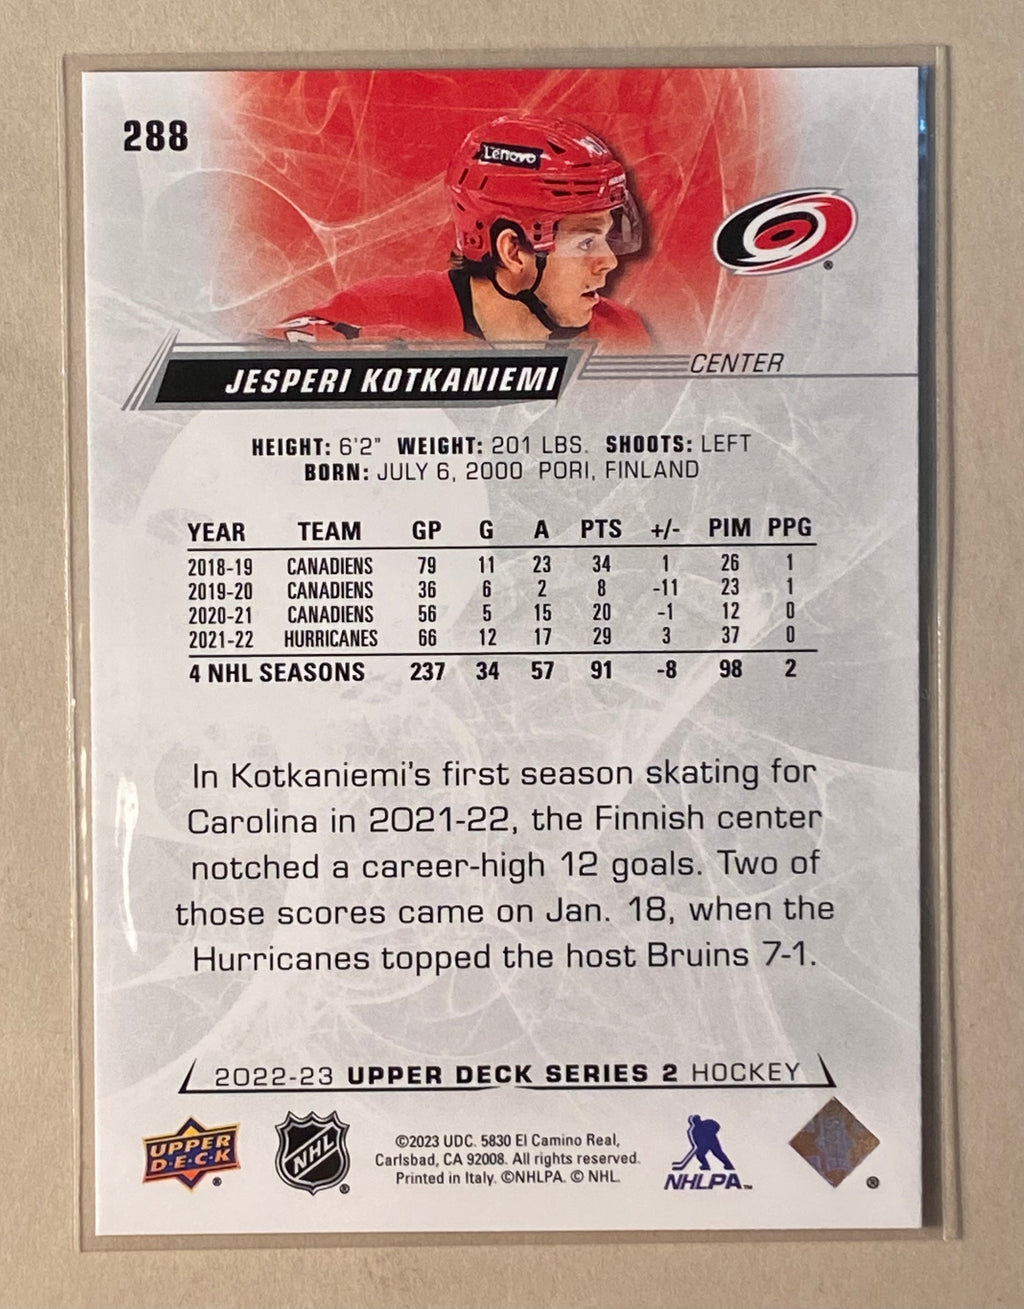 288
Lenovo
CENTER
JESPERI KOTKANIEMI
HEIGHT: 6'2" WEIGHT: 201 LBS. SHOOTS: LEFT
BORN: JULY 6, 2000 PORI, FINLAND
YEAR TEAM GP G A PTS +/- PIM PPG
2018-19 CANADIENS 79 11 23 34 1 26 1
2019-20 CANADIENS 36 6 2 8 -11 23 1
2020-21 CANADIENS 56 5 15 20 -1 12 0
2021-22 HURRICANES 66 12 17 29 3 37 0
4 NHL SEASONS 237 34 57 91 -8 98 2
In Kotkaniemi's first season skating for
Carolina in 2021-22, the Finnish center
notched a career-high 12 goals. Two of
those scores came on Jan. 18, when the
Hurricanes topped the host Bruins 7-1.
2022-23 UPPER DECK SERIES 2 HOCKEY
UPPER
D·E·C·K ®
NHL ®
©2023 UDC. 5830 El Camino Real,
Carlsbad, CA 92008. All rights reserved.
Printed in Italy. ©NHLPA. © NHL.
NHLPA™
®